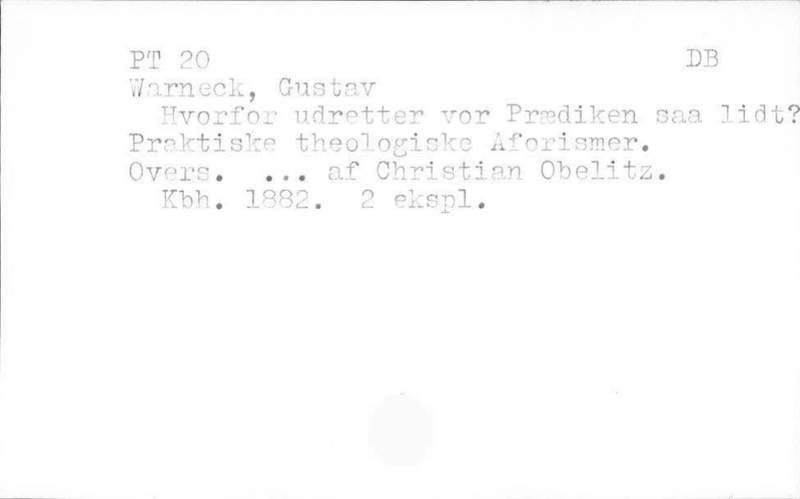 PT 20 DB
Warneck, Gustav
Hvorfor udretter vor Prædiken saa lidt?
Praktiske theologiske Aforismer.
Overs. ... af Christian Obelitz.
Kbh. 1882. 2 ekspl.